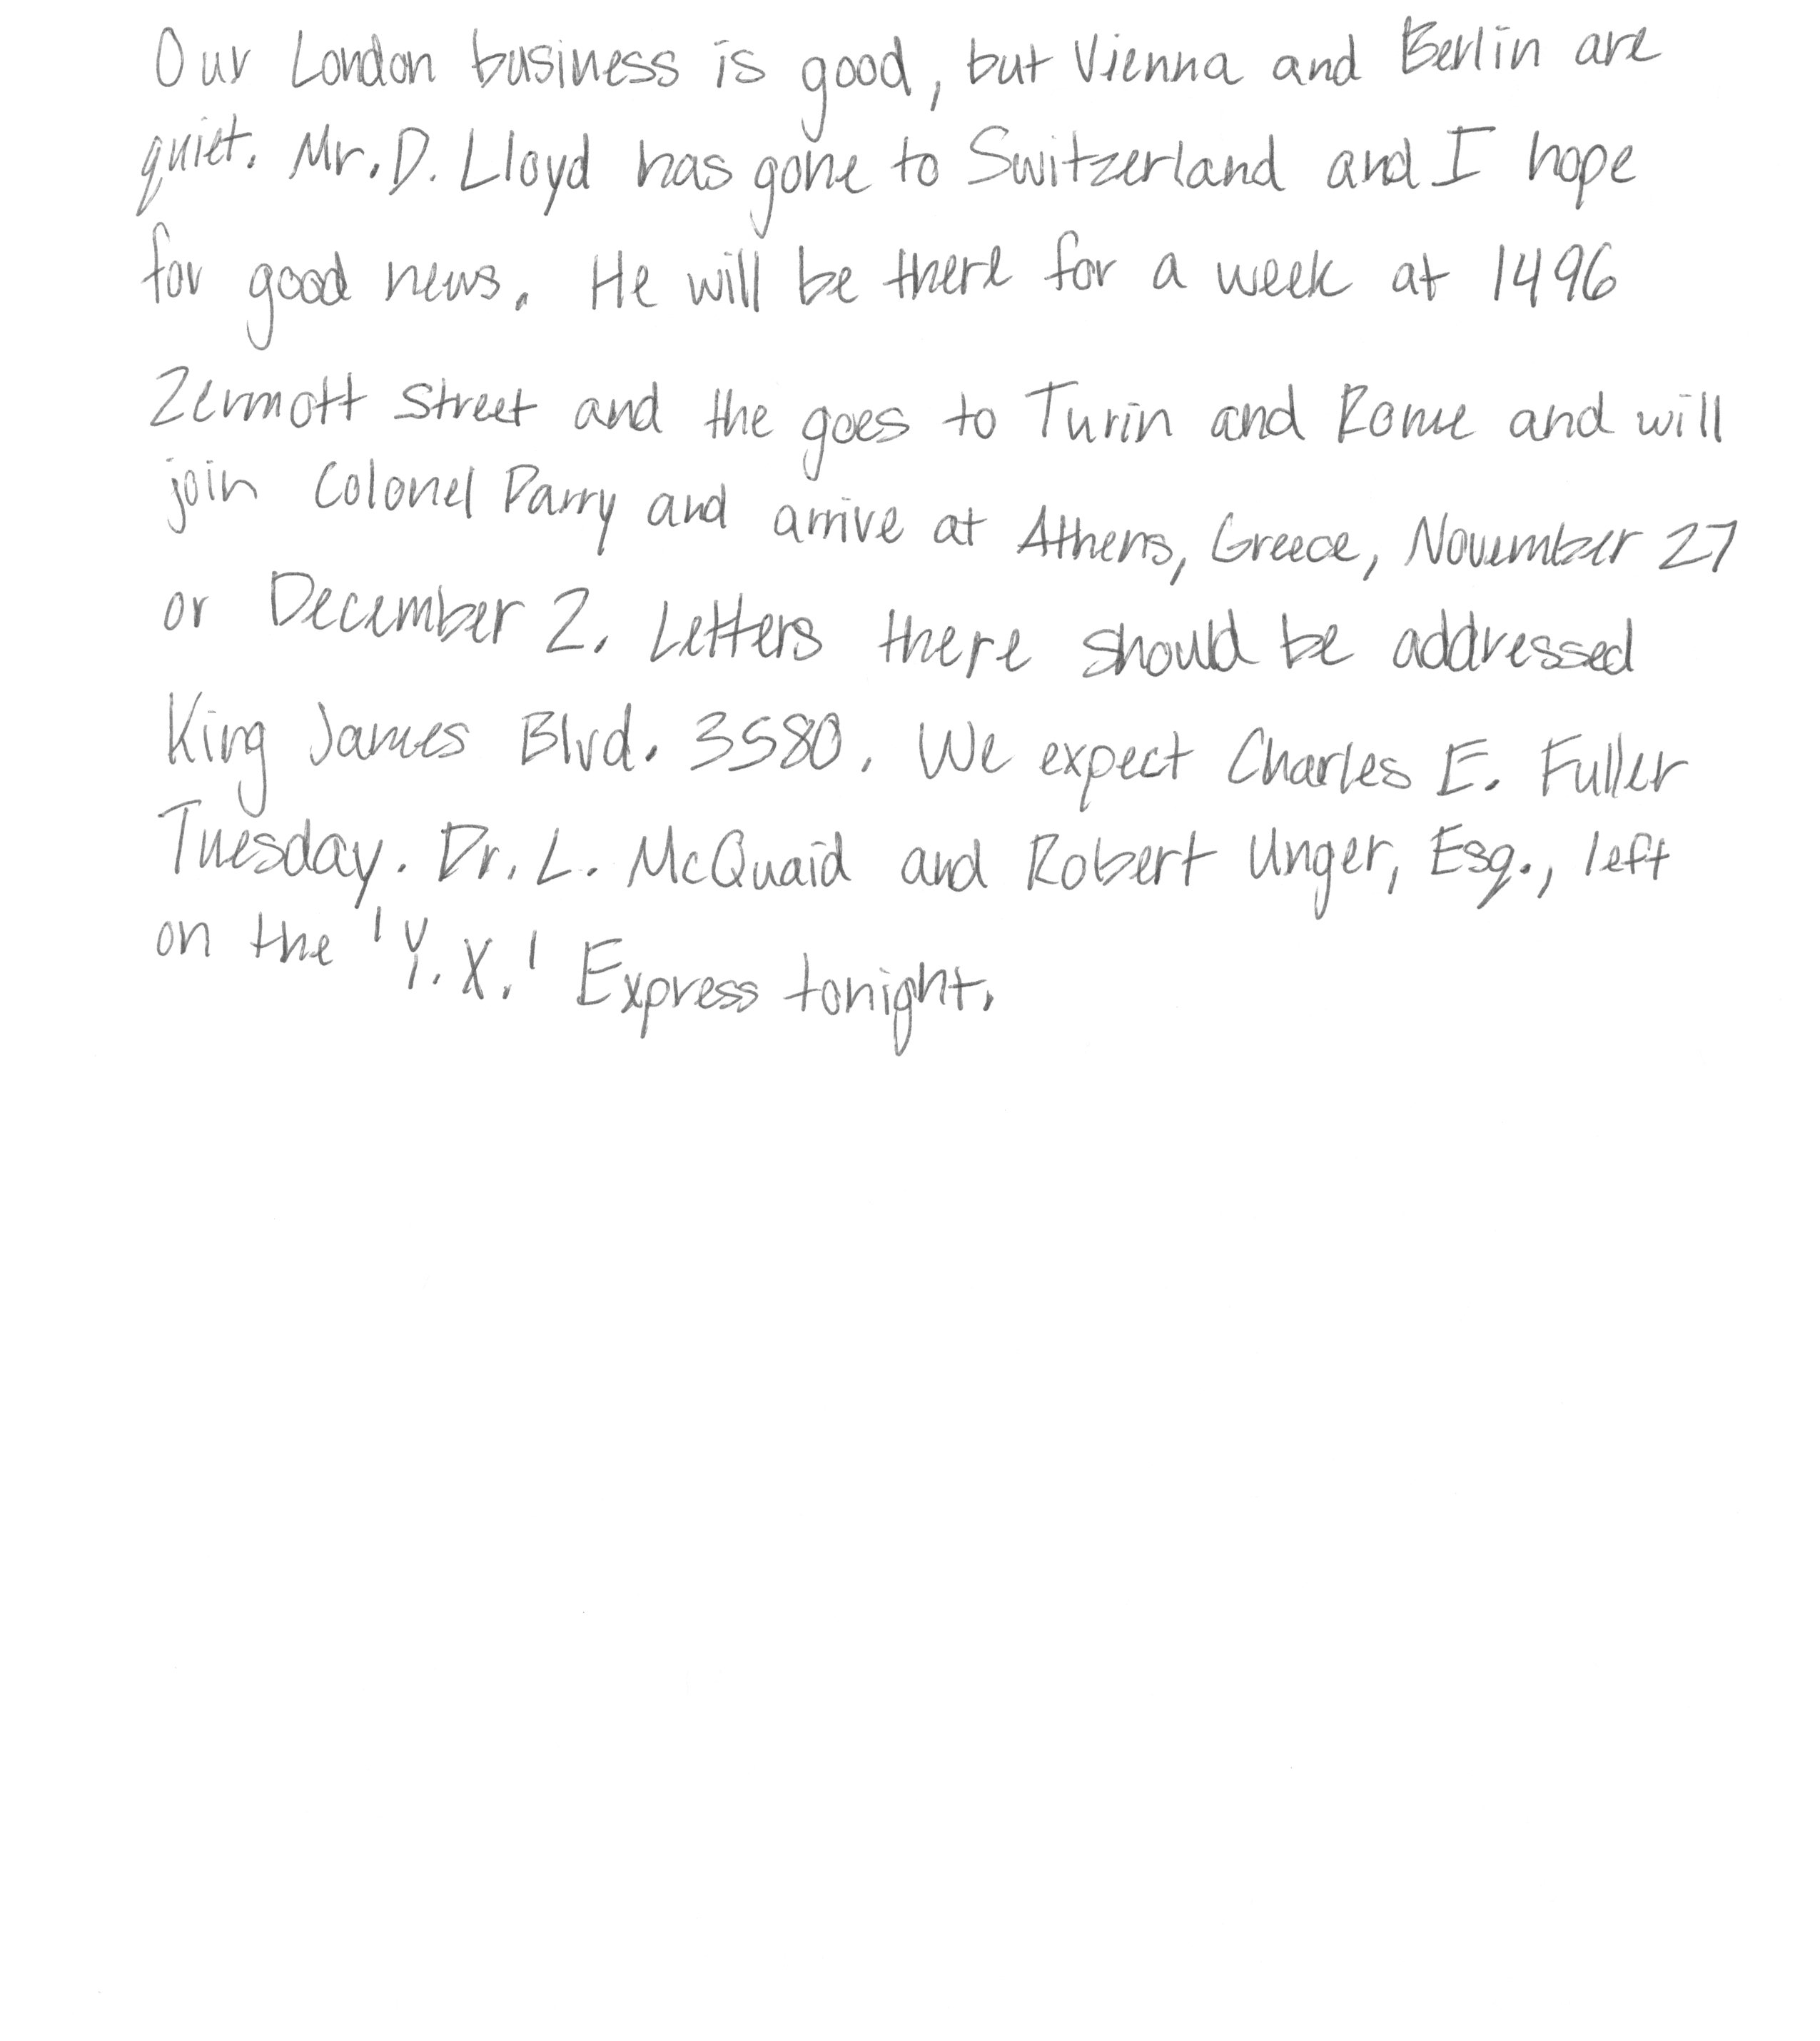 Our London business is good, but Vienna and Berlin are
quiet. Mr. D. Lloyd has gone to Switzerland and I hope
for good news. He will be there for a week at 1496
Zermott Street and the goes to Turin and Rome and will
join Colonel Parry and arrive at Athens, Greece, November 27
or December 2. Letters there should be addressed
King James Blvd. 3580. We expect Charles E. Fuller
Tuesday. Dr. L. McQuaid and Robert Unger, Esq., left
on the 'Y.X.' Express tonight.